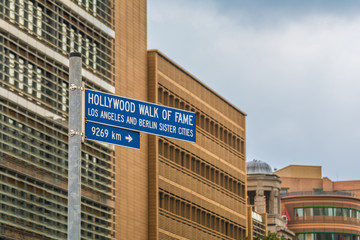 HOLLYWOOD WALK OF FAME
LOS ANGELES AND BERLIN SISTER CITIES
9269 km →